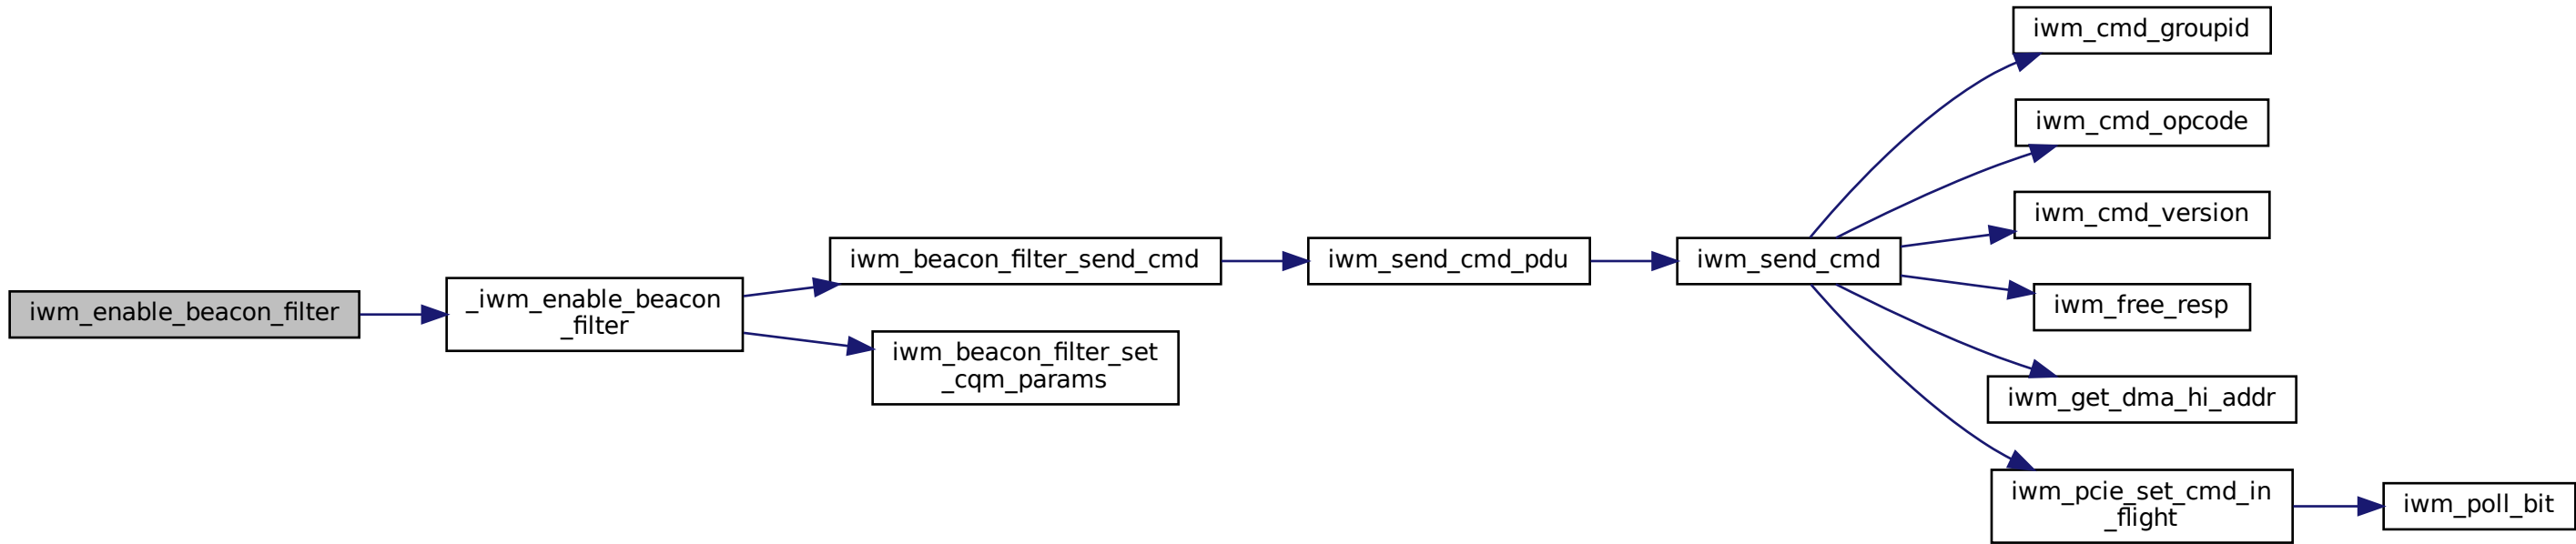 iwm_enable_beacon_filter
_iwm_enable_beacon
_filter
iwm_beacon_filter_send_cmd
iwm_beacon_filter_set
_cqm_params
iwm_send_cmd_pdu
iwm_send_cmd
iwm_cmd_groupid
iwm_cmd_opcode
iwm_cmd_version
iwm_free_resp
iwm_get_dma_hi_addr
iwm_pcie_set_cmd_in
_flight
iwm_poll_bit